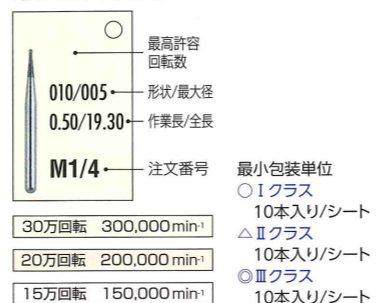 ○
最高許容
回転数
010/005 形状/最大径
0.50/19.30 作業長/全長
M1/4 注文番号
30万回転 300,000min-1
20万回転 200,000min-1
15万回転 150,000min-1
最小包装単位
○Ⅰクラス
10本入り/シート
△Ⅱクラス
10本入り/シート
◎Ⅲクラス
10本入り/シート